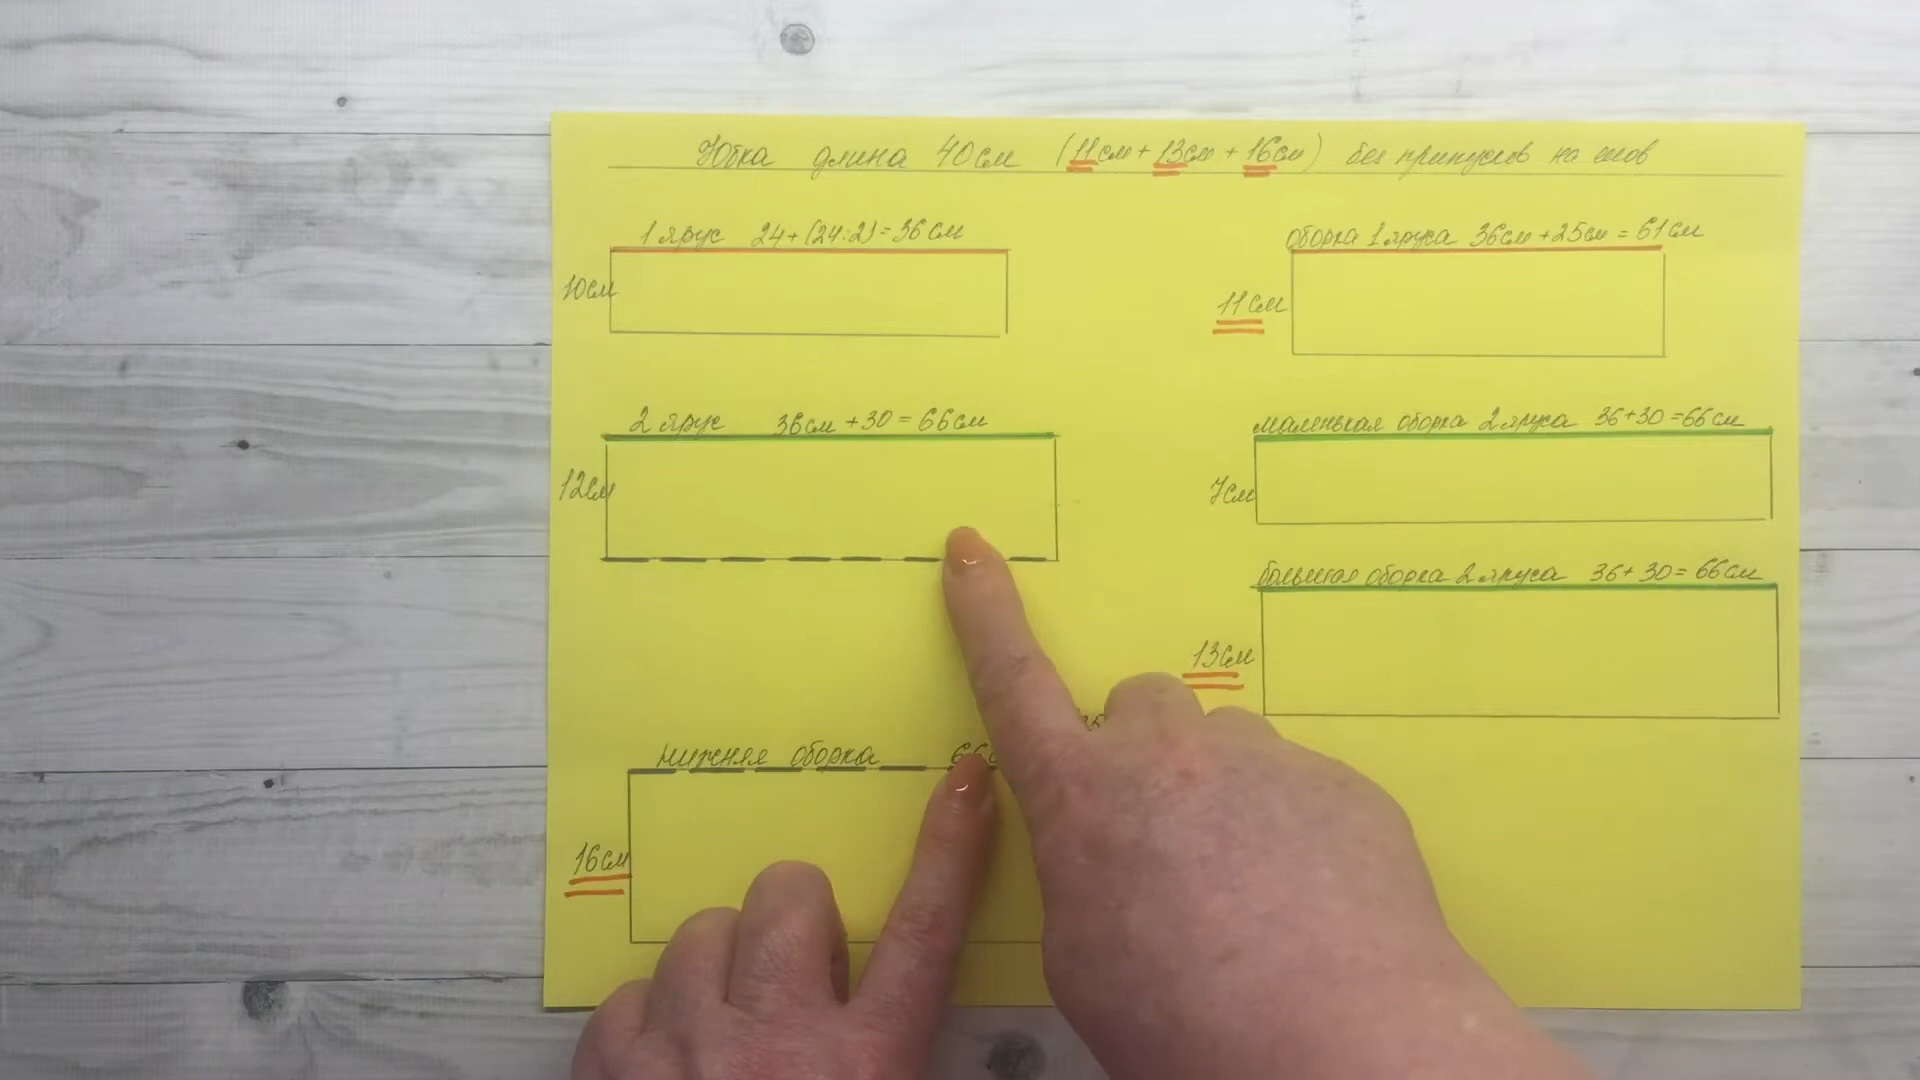 Юбка длина 40см (11см + 13см + 16см) без припусков на шов
1 ярус 24+(24:2)=36см
10см
оборка 1 яруса 36см +25см = 61см
11см
2 ярус 36см +30 = 66см
12см
маленькая оборка 2 яруса 36+30=66см
7см
большая оборка 2 яруса 36+30=66см
13см
нижняя оборка
16см